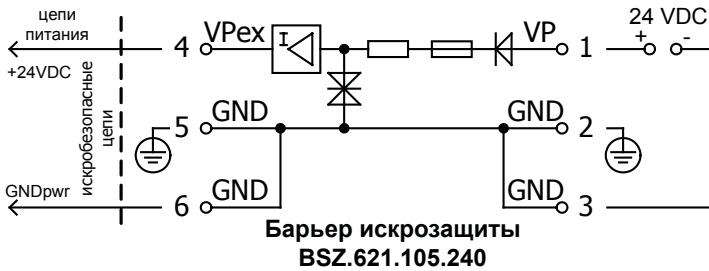 цепи
питания
+24VDC
искробезопасные
цепи
GNDpwr
4 VPex
I
VP 1
24 VDC
+ -
5 GND
GND 2
6 GND
GND 3
Барьер искрозащиты
BSZ.621.105.240